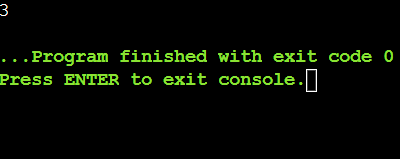 3
...Program finished with exit code 0
Press ENTER to exit console.